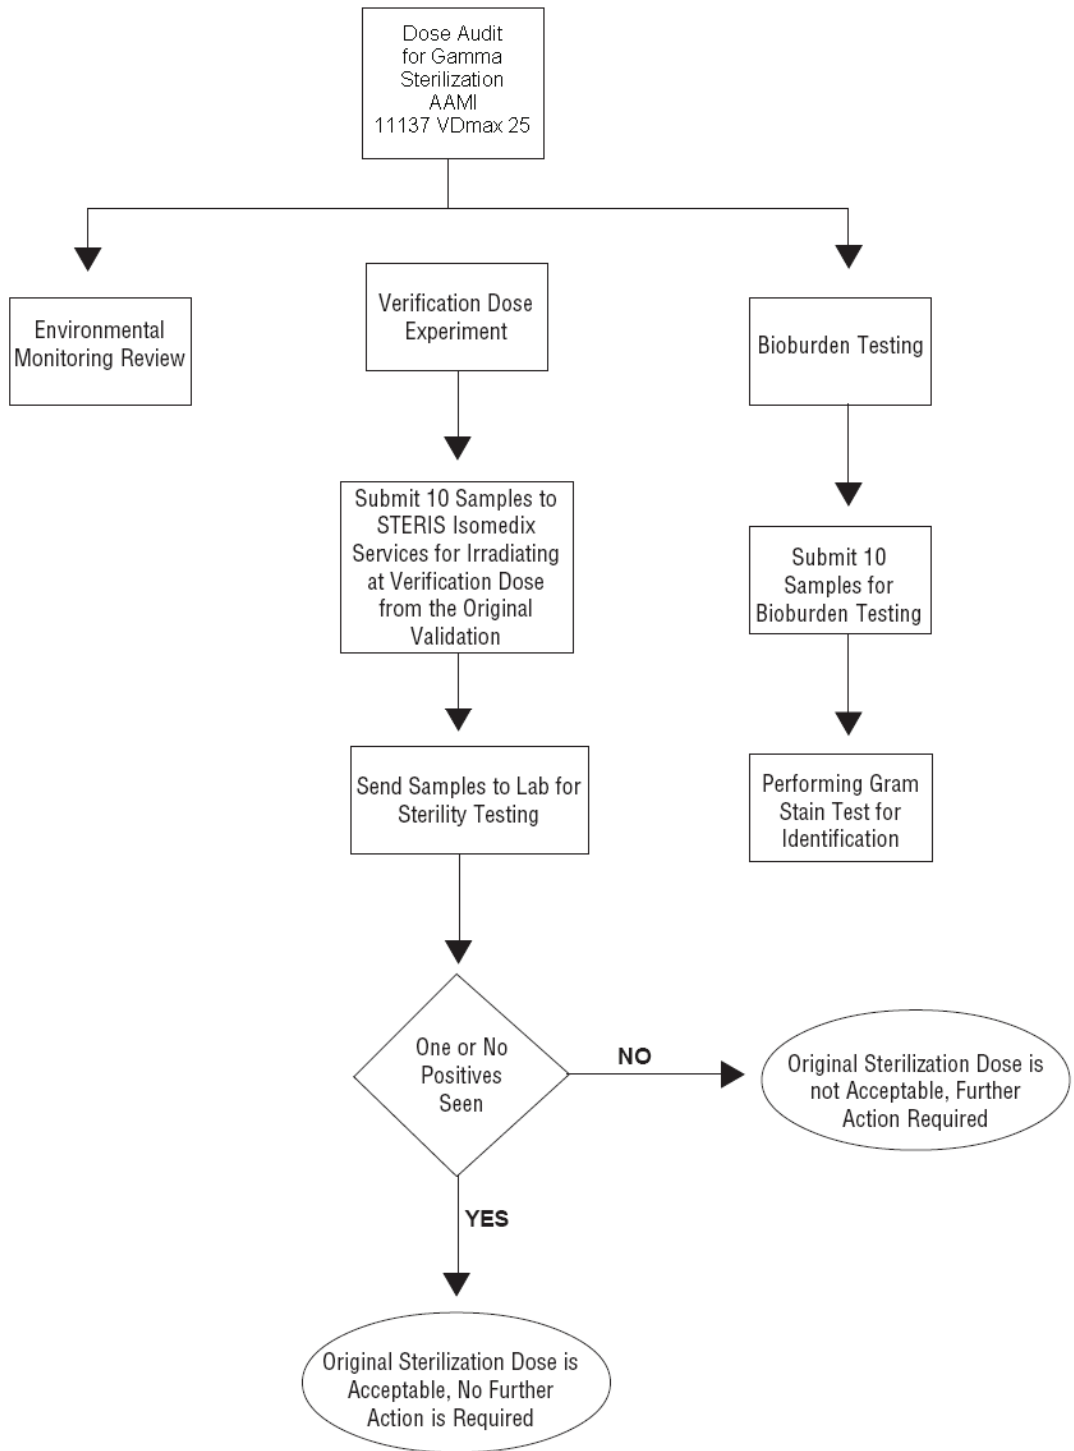 Dose Audit
for Gamma
Sterilization
AAMI
11137 VDmax 25
Environmental
Monitoring Review
Verification Dose
Experiment
Bioburden Testing
Submit 10 Samples to
STERIS Isomedix
Services for Irradiating
at Verification Dose
from the Original
Validation
Submit 10
Samples for
Bioburden Testing
Send Samples to Lab for
Sterility Testing
Performing Gram
Stain Test for
Identification
One or No
Positives
Seen
NO
Original Sterilization Dose is
not Acceptable, Further
Action Required
YES
Original Sterilization Dose is
Acceptable, No Further
Action is Required